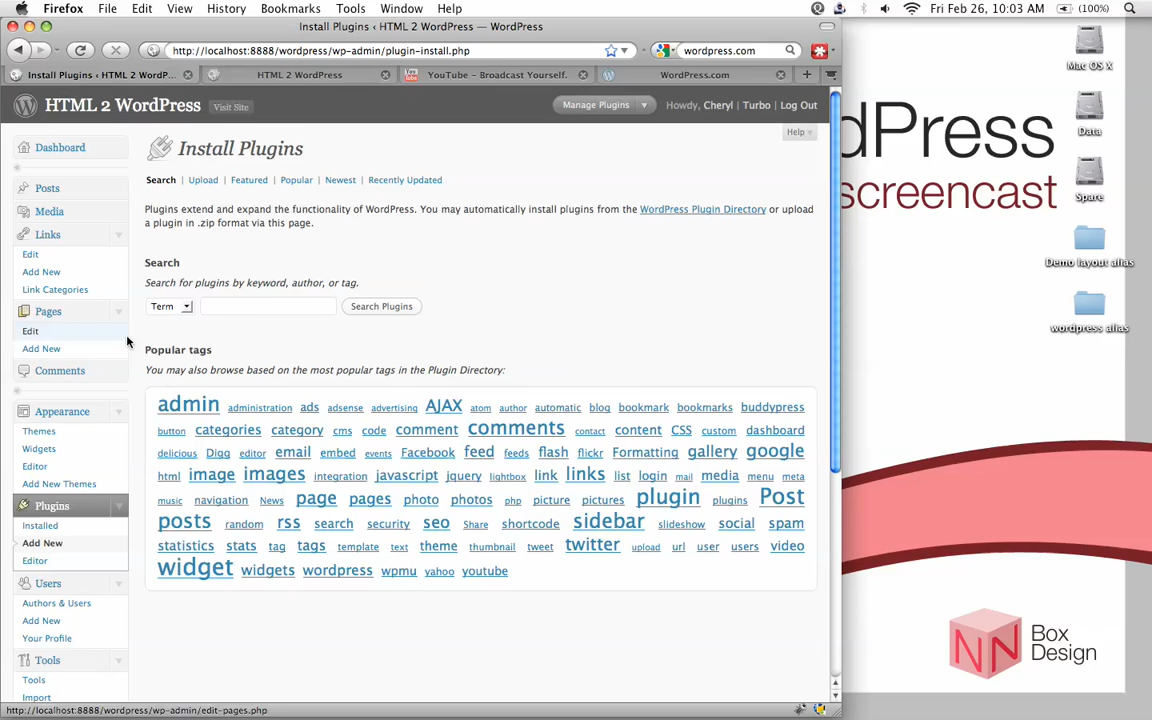 Firefox File Edit View History Bookmarks Tools Window Help Fri Feb 26, 10:03 AM (100%)
Install Plugins ‹ HTML 2 WordPress — WordPress
http://localhost:8888/wordpress/wp-admin/plugin-install.php wordpress.com
Install Plugins ‹ HTML 2 WordP... HTML 2 WordPress YouTube - Broadcast Yourself. WordPress.com
HTML 2 WordPress Visit Site Manage Plugins Howdy, Cheryl | Turbo | Log Out
Help
Install Plugins
Search | Upload | Featured | Popular | Newest | Recently Updated
Plugins extend and expand the functionality of WordPress. You may automatically install plugins from the WordPress Plugin Directory or upload
a plugin in .zip format via this page.
Search
Search for plugins by keyword, author, or tag.
Term Search Plugins
Popular tags
You may also browse based on the most popular tags in the Plugin Directory:
admin administration ads adsense advertising AJAX atom author automatic blog bookmark bookmarks buddypress
button categories category cms code comment comments contact content CSS custom dashboard
delicious Digg editor email embed events Facebook feed feeds flash flickr Formatting gallery google
html image images integration javascript jquery lightbox link links list login mail media menu meta
music navigation News page pages photo photos php picture pictures plugin plugins Post
posts random rss search security seo Share shortcode sidebar slideshow social spam
statistics stats tag tags template text theme thumbnail tweet twitter upload url user users video
widget widgets wordpress wpmu yahoo youtube
Dashboard
Posts
Media
Links
Edit
Add New
Link Categories
Pages
Edit
Add New
Comments
Appearance
Themes
Widgets
Editor
Add New Themes
Plugins
Installed
Add New
Editor
Users
Authors & Users
Add New
Your Profile
Tools
Tools
Import
http://localhost:8888/wordpress/wp-admin/edit-pages.php
dPress
screencast
Mac OS X
Data
Spare
Demo layout alias
wordpress alias
NN
Box
Design